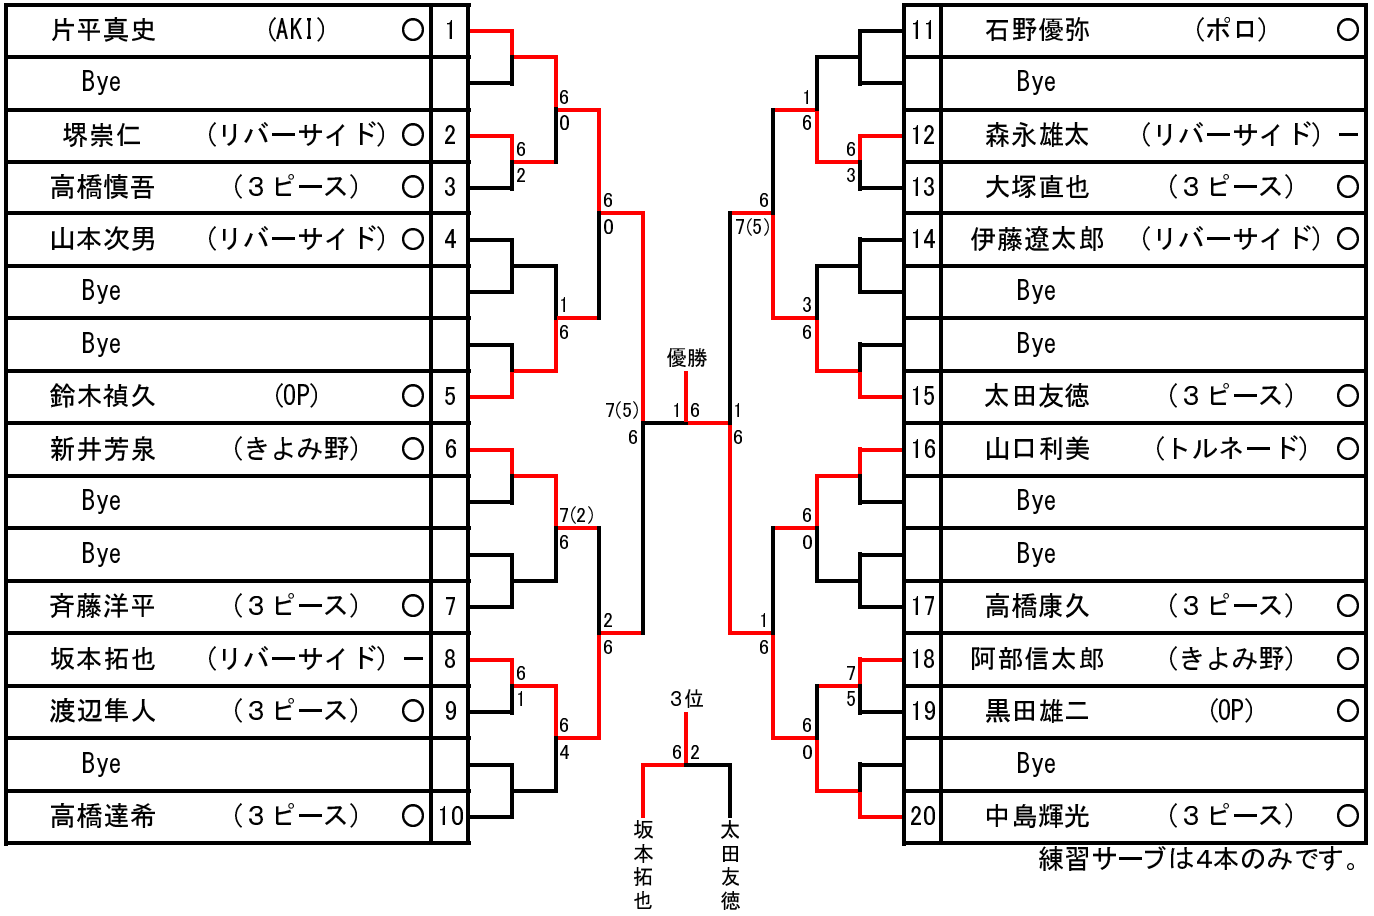 片平真史 (AKI) ○ 1
Bye
堺崇仁 (リバーサイド) ○ 2
高橋慎吾 (3ピース) ○ 3
山本次男 (リバーサイド) ○ 4
Bye
Bye
鈴木禎久 (OP) ○ 5
新井芳泉 (きよみ野) ○ 6
Bye
Bye
斉藤洋平 (3ピース) ○ 7
坂本拓也 (リバーサイド) － 8
渡辺隼人 (3ピース) ○ 9
Bye
高橋達希 (3ピース) ○ 10
6
0
6
2
6
0
1
6
7(5)
6
7(2)
6
2
6
6
1
6
4
優勝
1 6
3位
6 2
坂本拓也
太田友徳
1
6
6
3
6
7(5)
3
6
1
6
6
0
1
6
7
5
6
0
11 石野優弥 (ポロ) ○
Bye
12 森永雄太 (リバーサイド) －
13 大塚直也 (3ピース) ○
14 伊藤遼太郎 (リバーサイド) ○
Bye
Bye
15 太田友徳 (3ピース) ○
16 山口利美 (トルネード) ○
Bye
Bye
17 高橋康久 (3ピース) ○
18 阿部信太郎 (きよみ野) ○
19 黒田雄二 (OP) ○
Bye
20 中島輝光 (3ピース) ○
練習サーブは4本のみです。